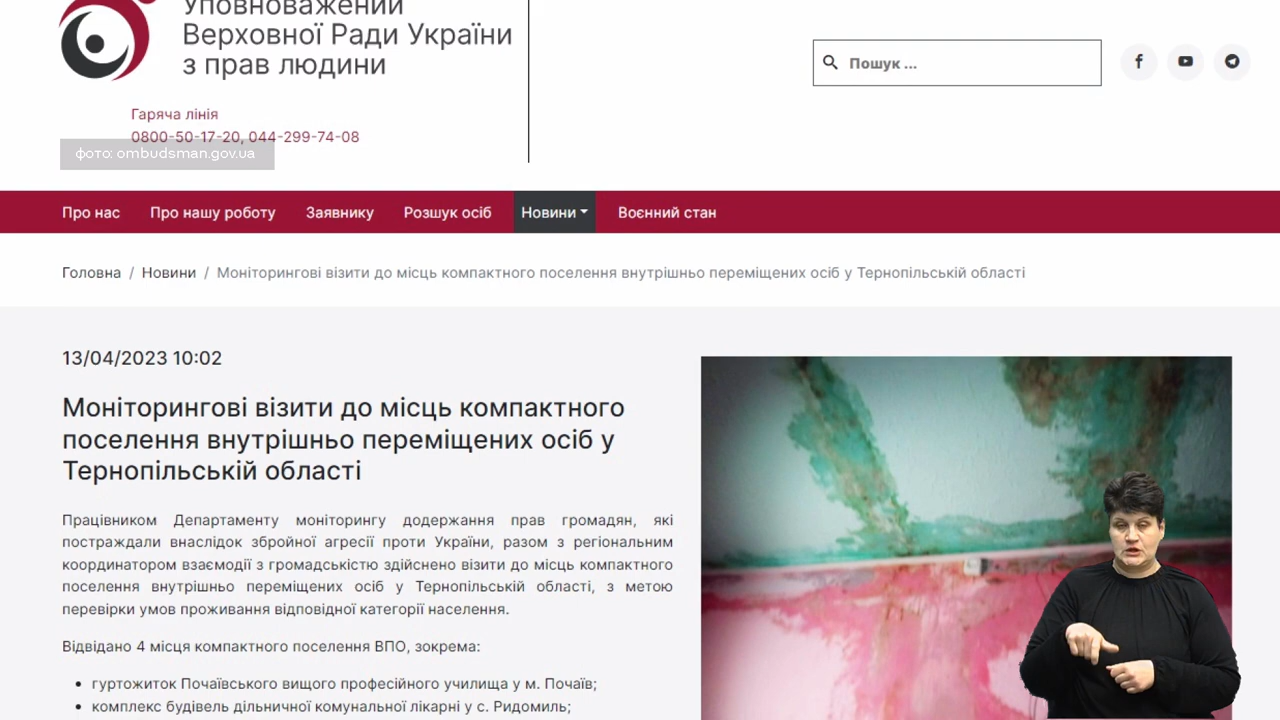 Уповноважений
Верховної Ради України
з прав людини
Пошук ...
Гаряча лінія
0800-50-17-20, 044-299-74-08
фото: ombudsman.gov.ua
Про нас Про нашу роботу Заявнику Розшук осіб Новини Воєнний стан
Головна / Новини / Моніторингові візити до місць компактного поселення внутрішньо переміщених осіб у Тернопільській області
13/04/2023 10:02
Моніторингові візити до місць компактного
поселення внутрішньо переміщених осіб у
Тернопільській області
Працівником Департаменту моніторингу додержання прав громадян, які
постраждали внаслідок збройної агресії проти України, разом з регіональним
координатором взаємодії з громадськістю здійснено візити до місць компактного
поселення внутрішньо переміщених осіб у Тернопільській області, з метою
перевірки умов проживання відповідної категорії населення.
Відвідано 4 місця компактного поселення ВПО, зокрема:
• гуртожиток Почаївського вищого професійного училища у м. Почаїв;
• комплекс будівель дільничної комунальної лікарні у с. Ридомиль;